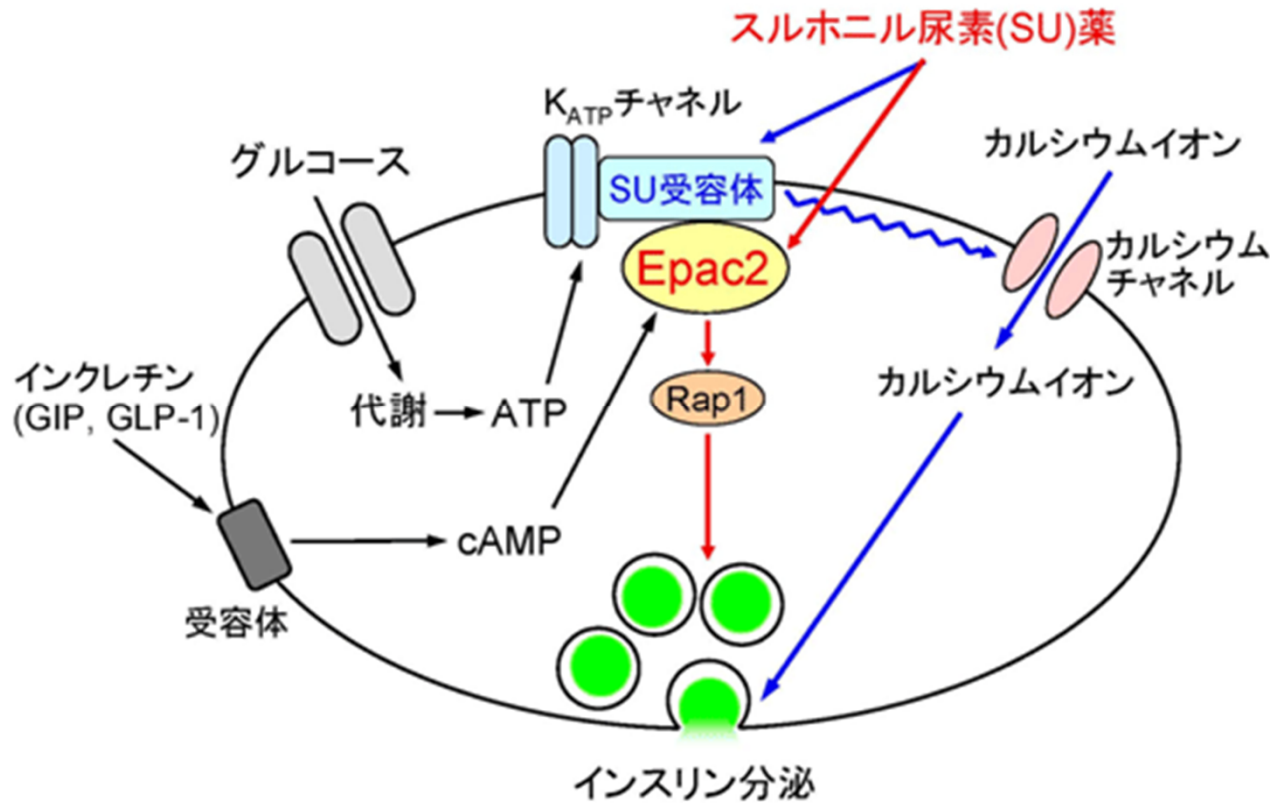 スルホニル尿素(SU)薬
KATPチャネル
グルコース
SU受容体
カルシウムイオン
カルシウム
チャネル
Epac2
インクレチン
(GIP, GLP-1)
代謝
ATP
Rap1
カルシウムイオン
cAMP
受容体
インスリン分泌